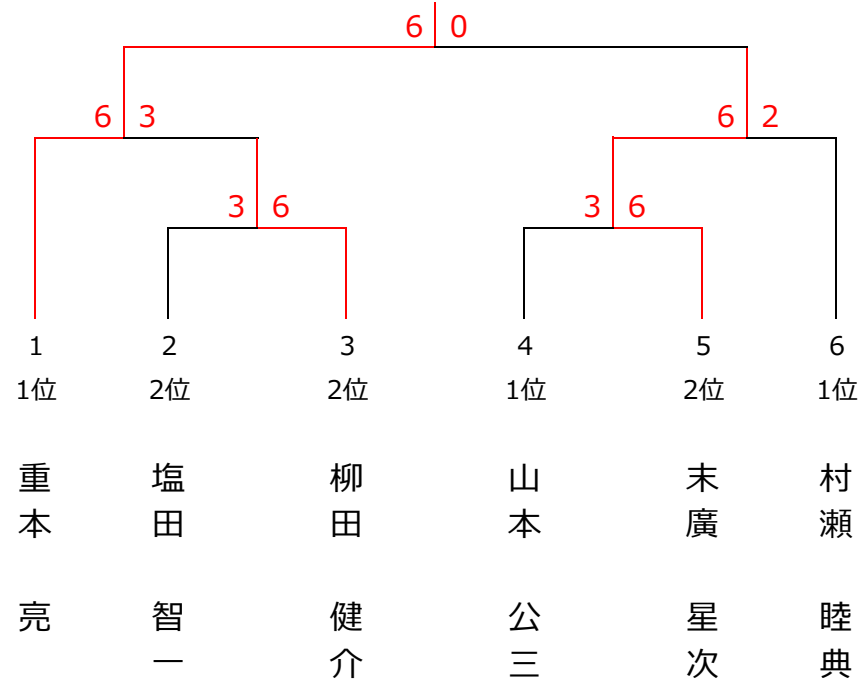 6 0
6 3
6 2
3 6
3 6
1 2 3 4 5 6
1位 2位 2位 1位 2位 1位
重本 亮
塩田 智一
柳田 健介
山本 公三
末廣 星次
村瀬 睦典